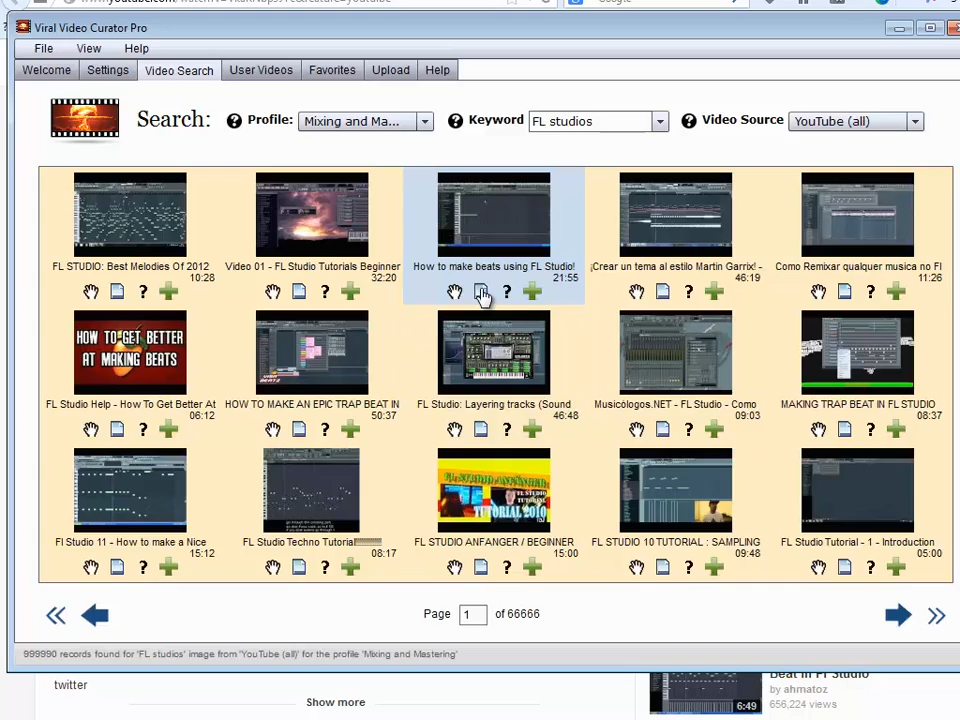 Viral Video Curator Pro
File View Help
Welcome Settings Video Search User Videos Favorites Upload Help
Search: Profile: Mixing and Ma... Keyword FL studios Video Source YouTube (all)
FL STUDIO: Best Melodies Of 2012 Video 01 - FL Studio Tutorials Beginner How to make beats using FL Studio! ¡Crear un tema al estilo Martin Garrix! - Como Remixar qualquer musica no Fl
10:28 32:20 21:55 46:19 11:26
HOW TO GET BETTER
AT MAKING BEATS
FL Studio Help - How To Get Better At HOW TO MAKE AN EPIC TRAP BEAT IN FL Studio: Layering tracks (Sound Musicólogos.NET - FL Studio - Como MAKING TRAP BEAT IN FL STUDIO
06:12 50:37 46:48 09:03 08:37
FL STUDIO ANFÄNGER
FL STUDIO
TUTORIAL
TUTORIAL 2010
Fl Studio 11 - How to make a Nice FL Studio Techno Tutorial FL STUDIO ANFANGER / BEGINNER FL STUDIO 10 TUTORIAL : SAMPLING FL Studio Tutorial - 1 - Introduction
15:12 08:17 15:00 09:48 05:00
Page 1 of 66666
999990 records found for 'FL studios' image from 'YouTube (all)' for the profile 'Mixing and Mastering'
twitter
Show more
Beat in Fl Studio
by ahmatoz
656,224 views
6:49